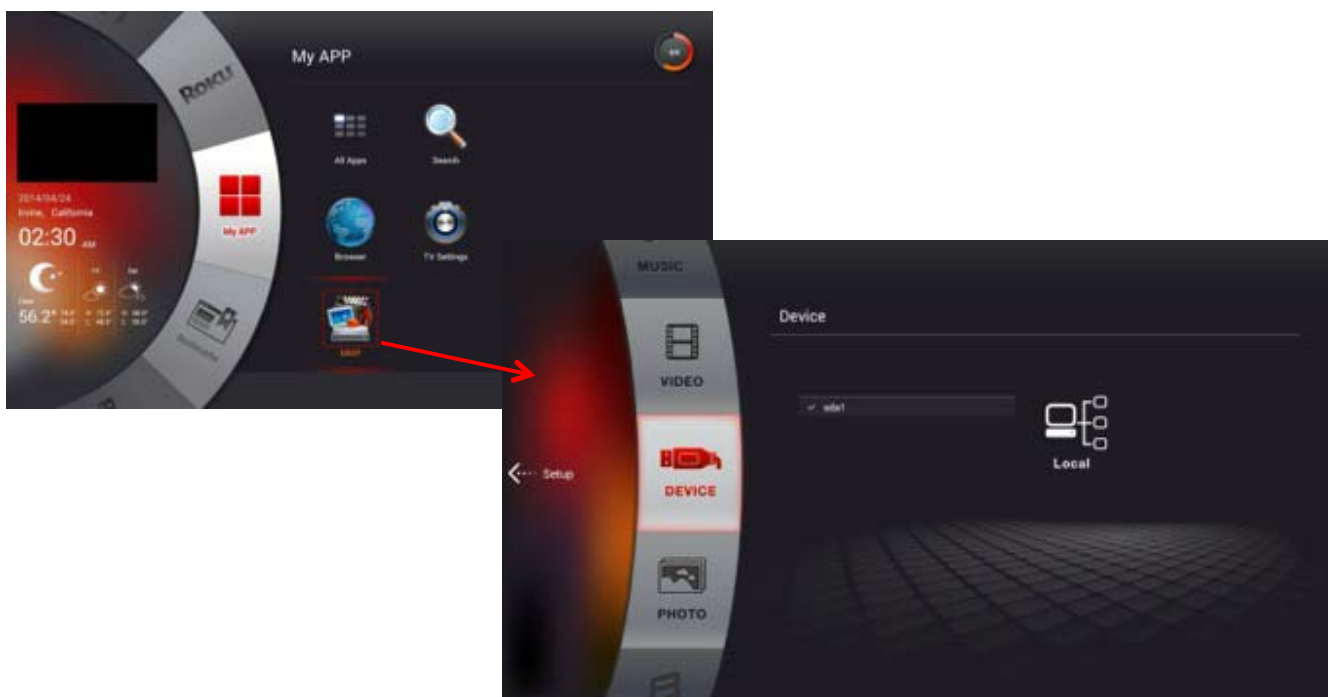 My APP
ROKU
All Apps
Search
2014/04/24
Irvine, California
02:30 AM
My APP
Browser
TV Settings
56.2°
MUSIC
Device
VIDEO
sda1
Setup
DEVICE
Local
PHOTO